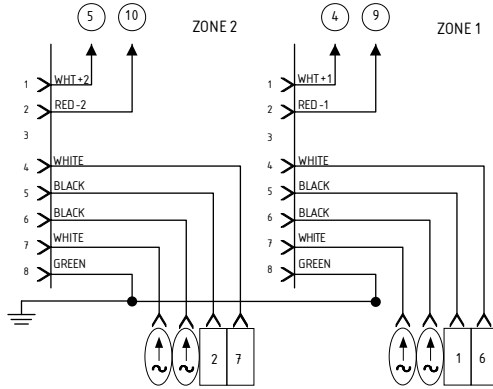 5 10 ZONE 2 4 9 ZONE 1
1 WHT+2 1 WHT+1
2 RED-2 2 RED-1
3 3
4 WHITE 4 WHITE
5 BLACK 5 BLACK
6 BLACK 6 BLACK
7 WHITE 7 WHITE
8 GREEN 8 GREEN
2 7 1 6